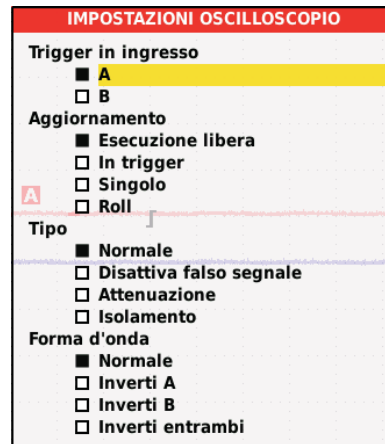 IMPOSTAZIONI OSCILLOSCOPIO
Trigger in ingresso
A
B
Aggiornamento
Esecuzione libera
In trigger
Singolo
A
Roll
Tipo
Normale
Disattiva falso segnale
Attenuazione
Isolamento
Forma d'onda
Normale
Inverti A
Inverti B
Inverti entrambi